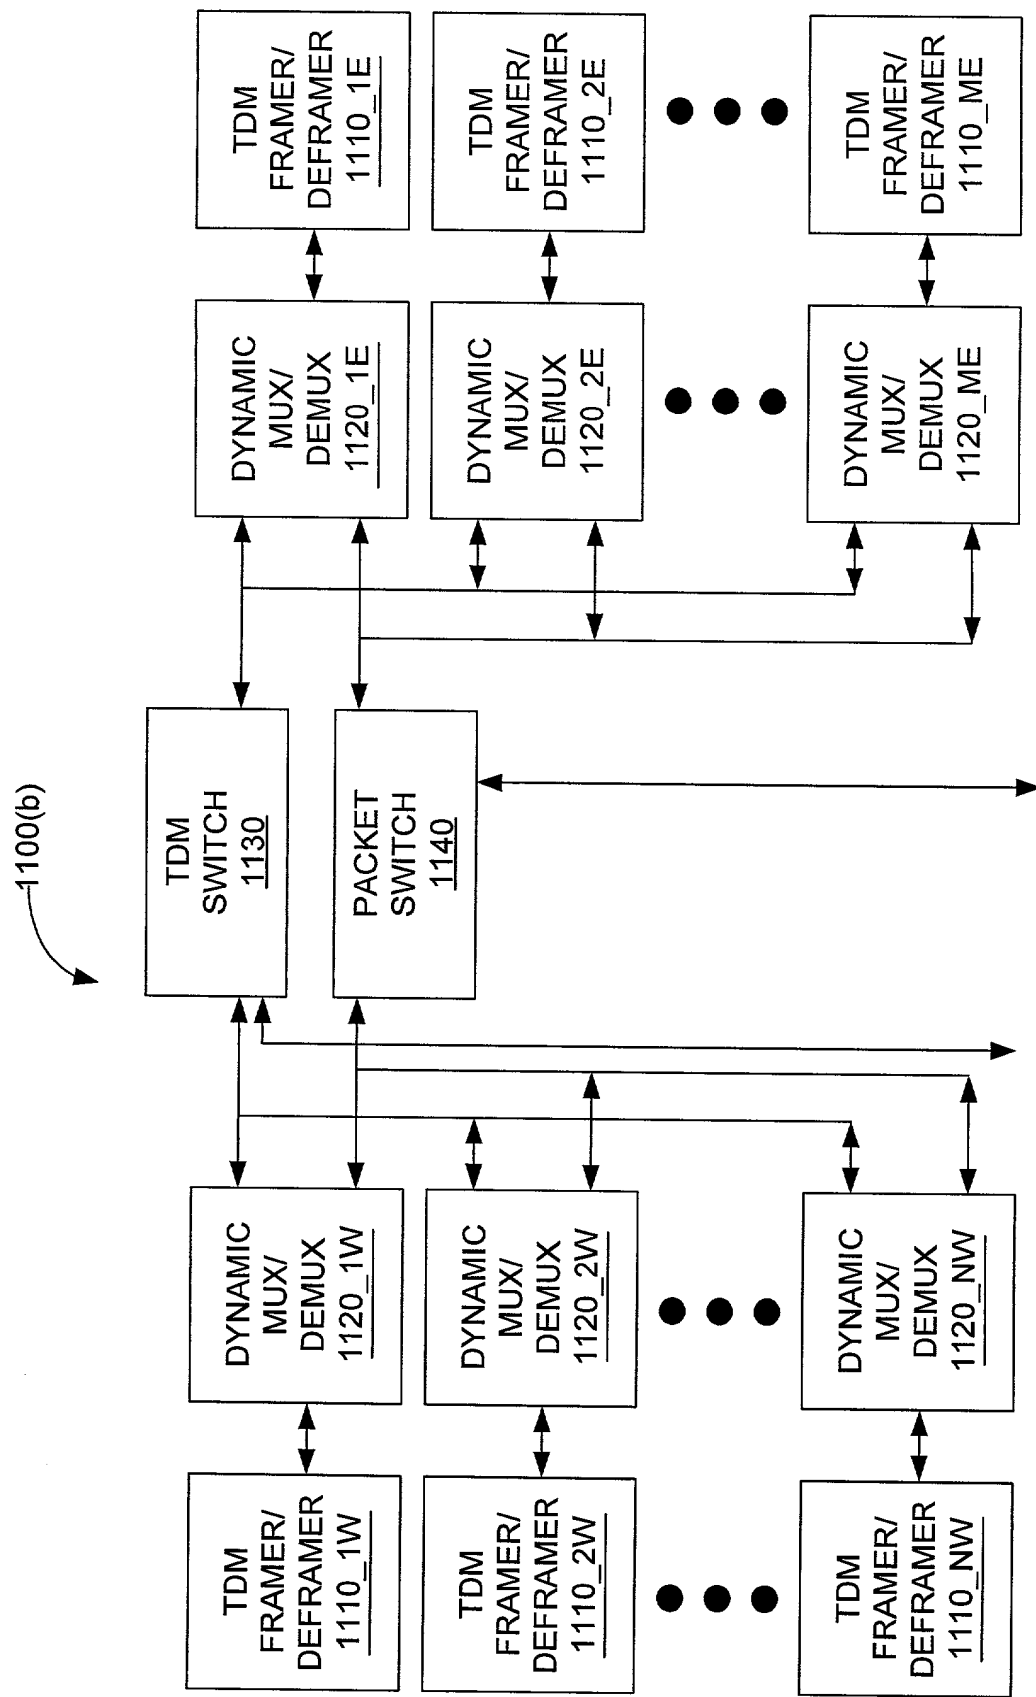 1100(b)
TDM
FRAMER/
DEFRAMER
1110_1W
DYNAMIC
MUX/
DEMUX
1120_1W
TDM
SWITCH
1130
PACKET
SWITCH
1140
DYNAMIC
MUX/
DEMUX
1120_1E
TDM
FRAMER/
DEFRAMER
1110_1E
TDM
FRAMER/
DEFRAMER
1110_2W
DYNAMIC
MUX/
DEMUX
1120_2W
DYNAMIC
MUX/
DEMUX
1120_2E
TDM
FRAMER/
DEFRAMER
1110_2E
TDM
FRAMER/
DEFRAMER
1110_NW
DYNAMIC
MUX/
DEMUX
1120_NW
DYNAMIC
MUX/
DEMUX
1120_ME
TDM
FRAMER/
DEFRAMER
1110_ME